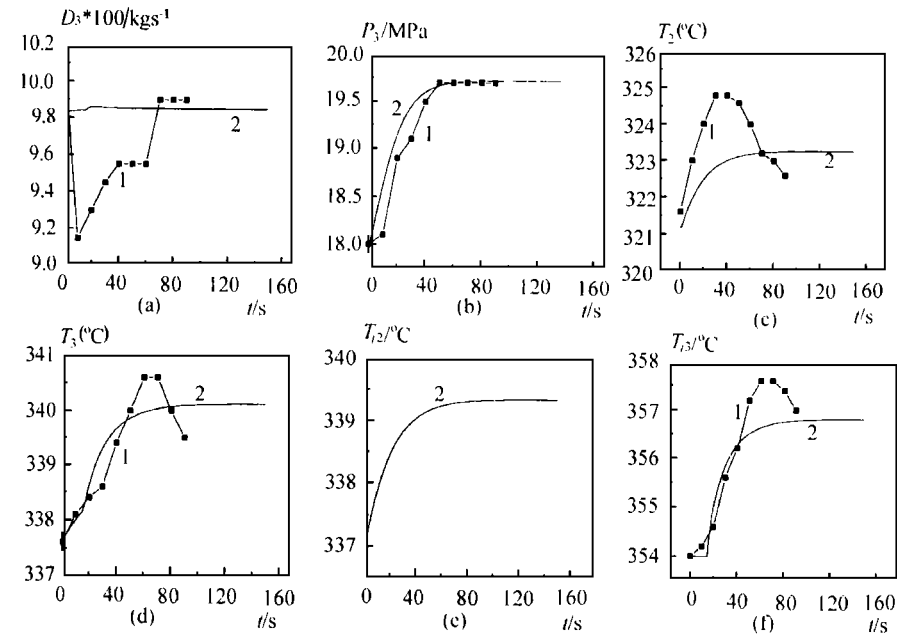 D₃*100/kgs⁻¹
10.2
10.0
9.8
9.6
9.4
9.2
9.0
2
1
0 40 80 120 160
(a)
t/s
P₃/MPa
20.0
19.5
19.0
18.5
18.0
2
1
0 40 80 120 160
(b)
t/s
T₂(ºC)
326
325
324
323
322
321
320
1
2
0 40 80 120 160
(c)
t/s
T₃(ºC)
341
340
339
338
337
2
1
0 40 80 120 160
(d)
t/s
Tₜ₂/ºC
340
339
338
337
2
0 40 80 120 160
(e)
t/s
Tₜ₃/ºC
358
357
356
355
354
1
2
0 40 80 120 160
(f)
t/s